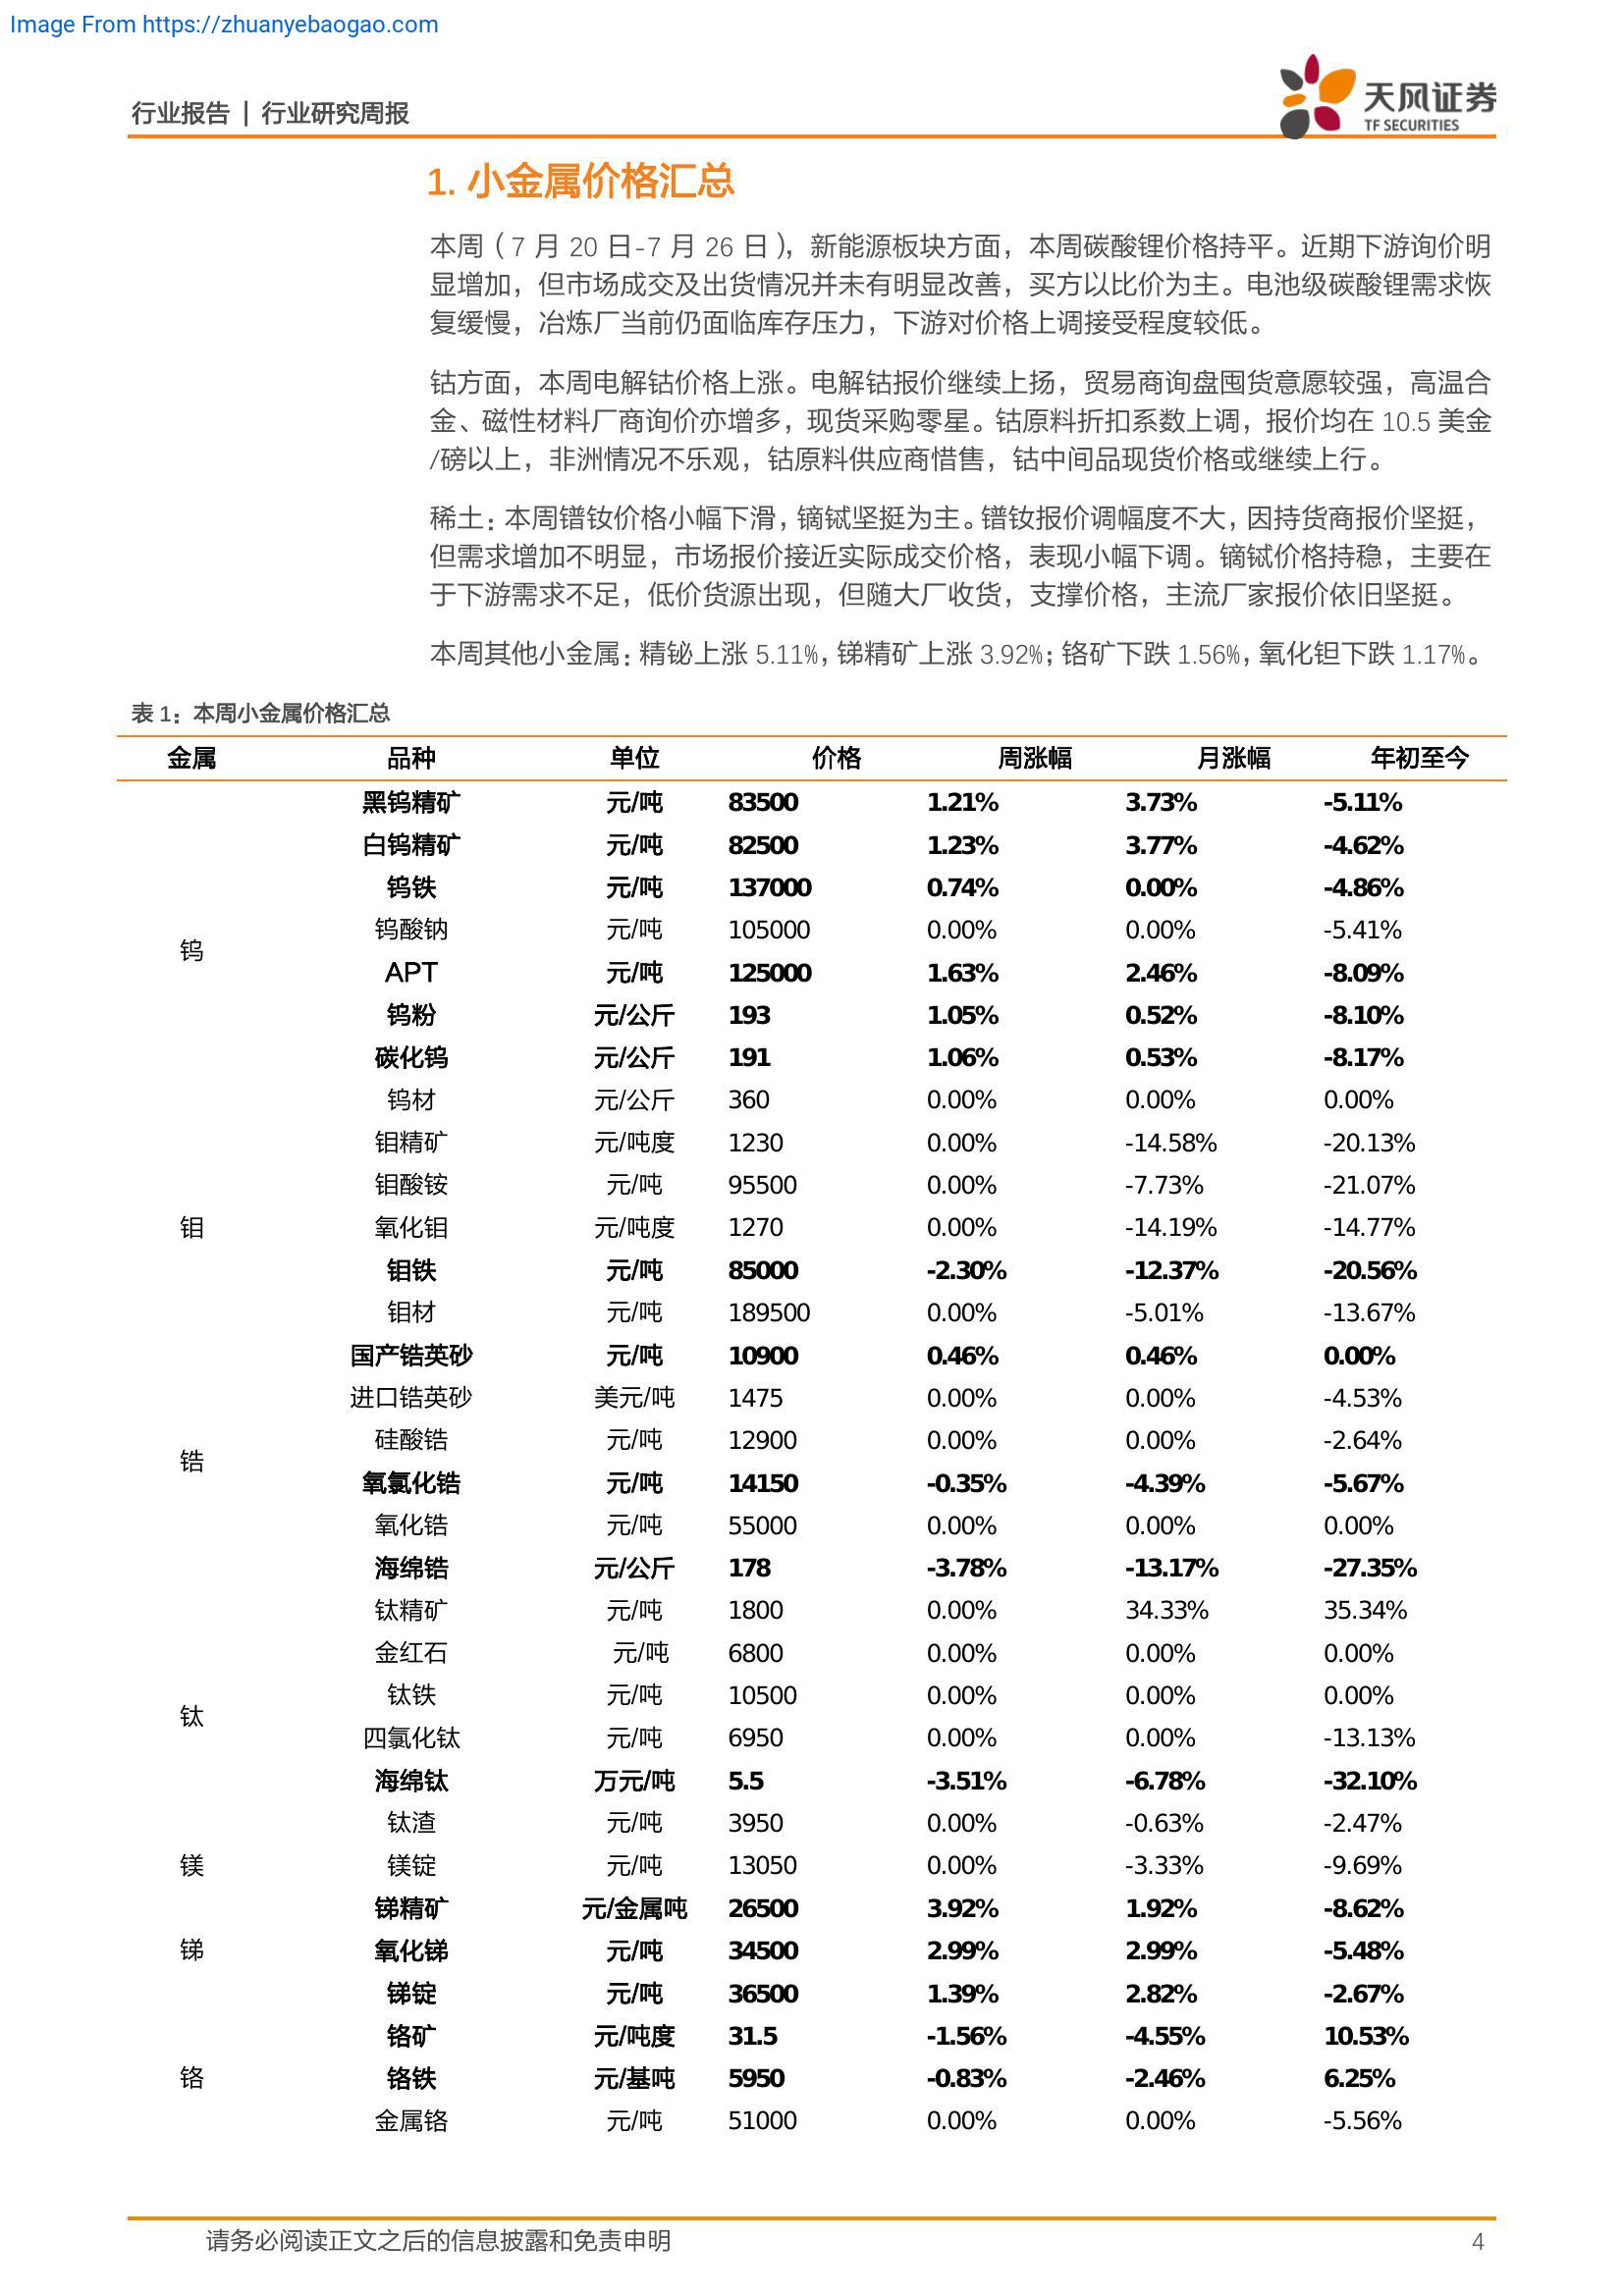 Image From https://zhuanyebaogao.com
行业报告 | 行业研究周报
天风证券
TF SECURITIES
1. 小金属价格汇总
本周（7 月 20 日-7 月 26 日），新能源板块方面，本周碳酸锂价格持平。近期下游询价明
显增加，但市场成交及出货情况并未有明显改善，买方以比价为主。电池级碳酸锂需求恢
复缓慢，冶炼厂当前仍面临库存压力，下游对价格上调接受程度较低。
钴方面，本周电解钴价格上涨。电解钴报价继续上扬，贸易商询盘囤货意愿较强，高温合
金、磁性材料厂商询价亦增多，现货采购零星。钴原料折扣系数上调，报价均在 10.5 美金
/磅以上，非洲情况不乐观，钴原料供应商惜售，钴中间品现货价格或继续上行。
稀土：本周镨钕价格小幅下滑，镝铽坚挺为主。镨钕报价调幅度不大，因持货商报价坚挺，
但需求增加不明显，市场报价接近实际成交价格，表现小幅下调。镝铽价格持稳，主要在
于下游需求不足，低价货源出现，但随大厂收货，支撑价格，主流厂家报价依旧坚挺。
本周其他小金属：精铋上涨 5.11%，锑精矿上涨 3.92%；铬矿下跌 1.56%，氧化钽下跌 1.17%。
表 1：本周小金属价格汇总
金属 品种 单位 价格 周涨幅 月涨幅 年初至今
黑钨精矿 元/吨 83500 1.21% 3.73% -5.11%
白钨精矿 元/吨 82500 1.23% 3.77% -4.62%
钨铁 元/吨 137000 0.74% 0.00% -4.86%
钨酸钠 元/吨 105000 0.00% 0.00% -5.41%
钨
APT 元/吨 125000 1.63% 2.46% -8.09%
钨粉 元/公斤 193 1.05% 0.52% -8.10%
碳化钨 元/公斤 191 1.06% 0.53% -8.17%
钨材 元/公斤 360 0.00% 0.00% 0.00%
钼精矿 元/吨度 1230 0.00% -14.58% -20.13%
钼酸铵 元/吨 95500 0.00% -7.73% -21.07%
钼 氧化钼 元/吨度 1270 0.00% -14.19% -14.77%
钼铁 元/吨 85000 -2.30% -12.37% -20.56%
钼材 元/吨 189500 0.00% -5.01% -13.67%
国产锆英砂 元/吨 10900 0.46% 0.46% 0.00%
进口锆英砂 美元/吨 1475 0.00% 0.00% -4.53%
硅酸锆 元/吨 12900 0.00% 0.00% -2.64%
锆
氧氯化锆 元/吨 14150 -0.35% -4.39% -5.67%
氧化锆 元/吨 55000 0.00% 0.00% 0.00%
海绵锆 元/公斤 178 -3.78% -13.17% -27.35%
钛精矿 元/吨 1800 0.00% 34.33% 35.34%
金红石 元/吨 6800 0.00% 0.00% 0.00%
钛铁 元/吨 10500 0.00% 0.00% 0.00%
钛
四氯化钛 元/吨 6950 0.00% 0.00% -13.13%
海绵钛 万元/吨 5.5 -3.51% -6.78% -32.10%
钛渣 元/吨 3950 0.00% -0.63% -2.47%
镁 镁锭 元/吨 13050 0.00% -3.33% -9.69%
锑精矿 元/金属吨 26500 3.92% 1.92% -8.62%
锑 氧化锑 元/吨 34500 2.99% 2.99% -5.48%
锑锭 元/吨 36500 1.39% 2.82% -2.67%
铬矿 元/吨度 31.5 -1.56% -4.55% 10.53%
铬 铬铁 元/基吨 5950 -0.83% -2.46% 6.25%
金属铬 元/吨 51000 0.00% 0.00% -5.56%
请务必阅读正文之后的信息披露和免责申明 4